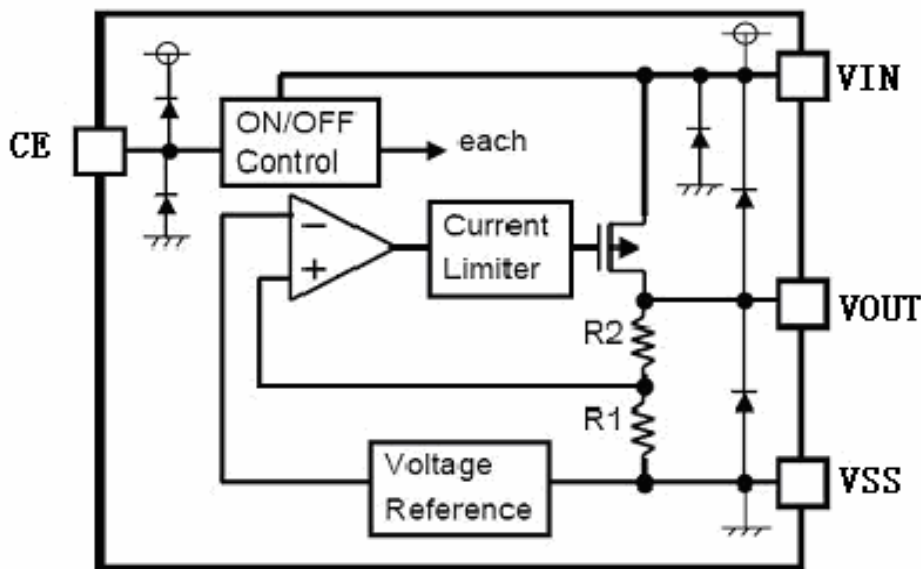 VIN
ON/OFF
Control
each
CE
Current
Limiter
−
+
R2
VOUT
R1
Voltage
Reference
VSS